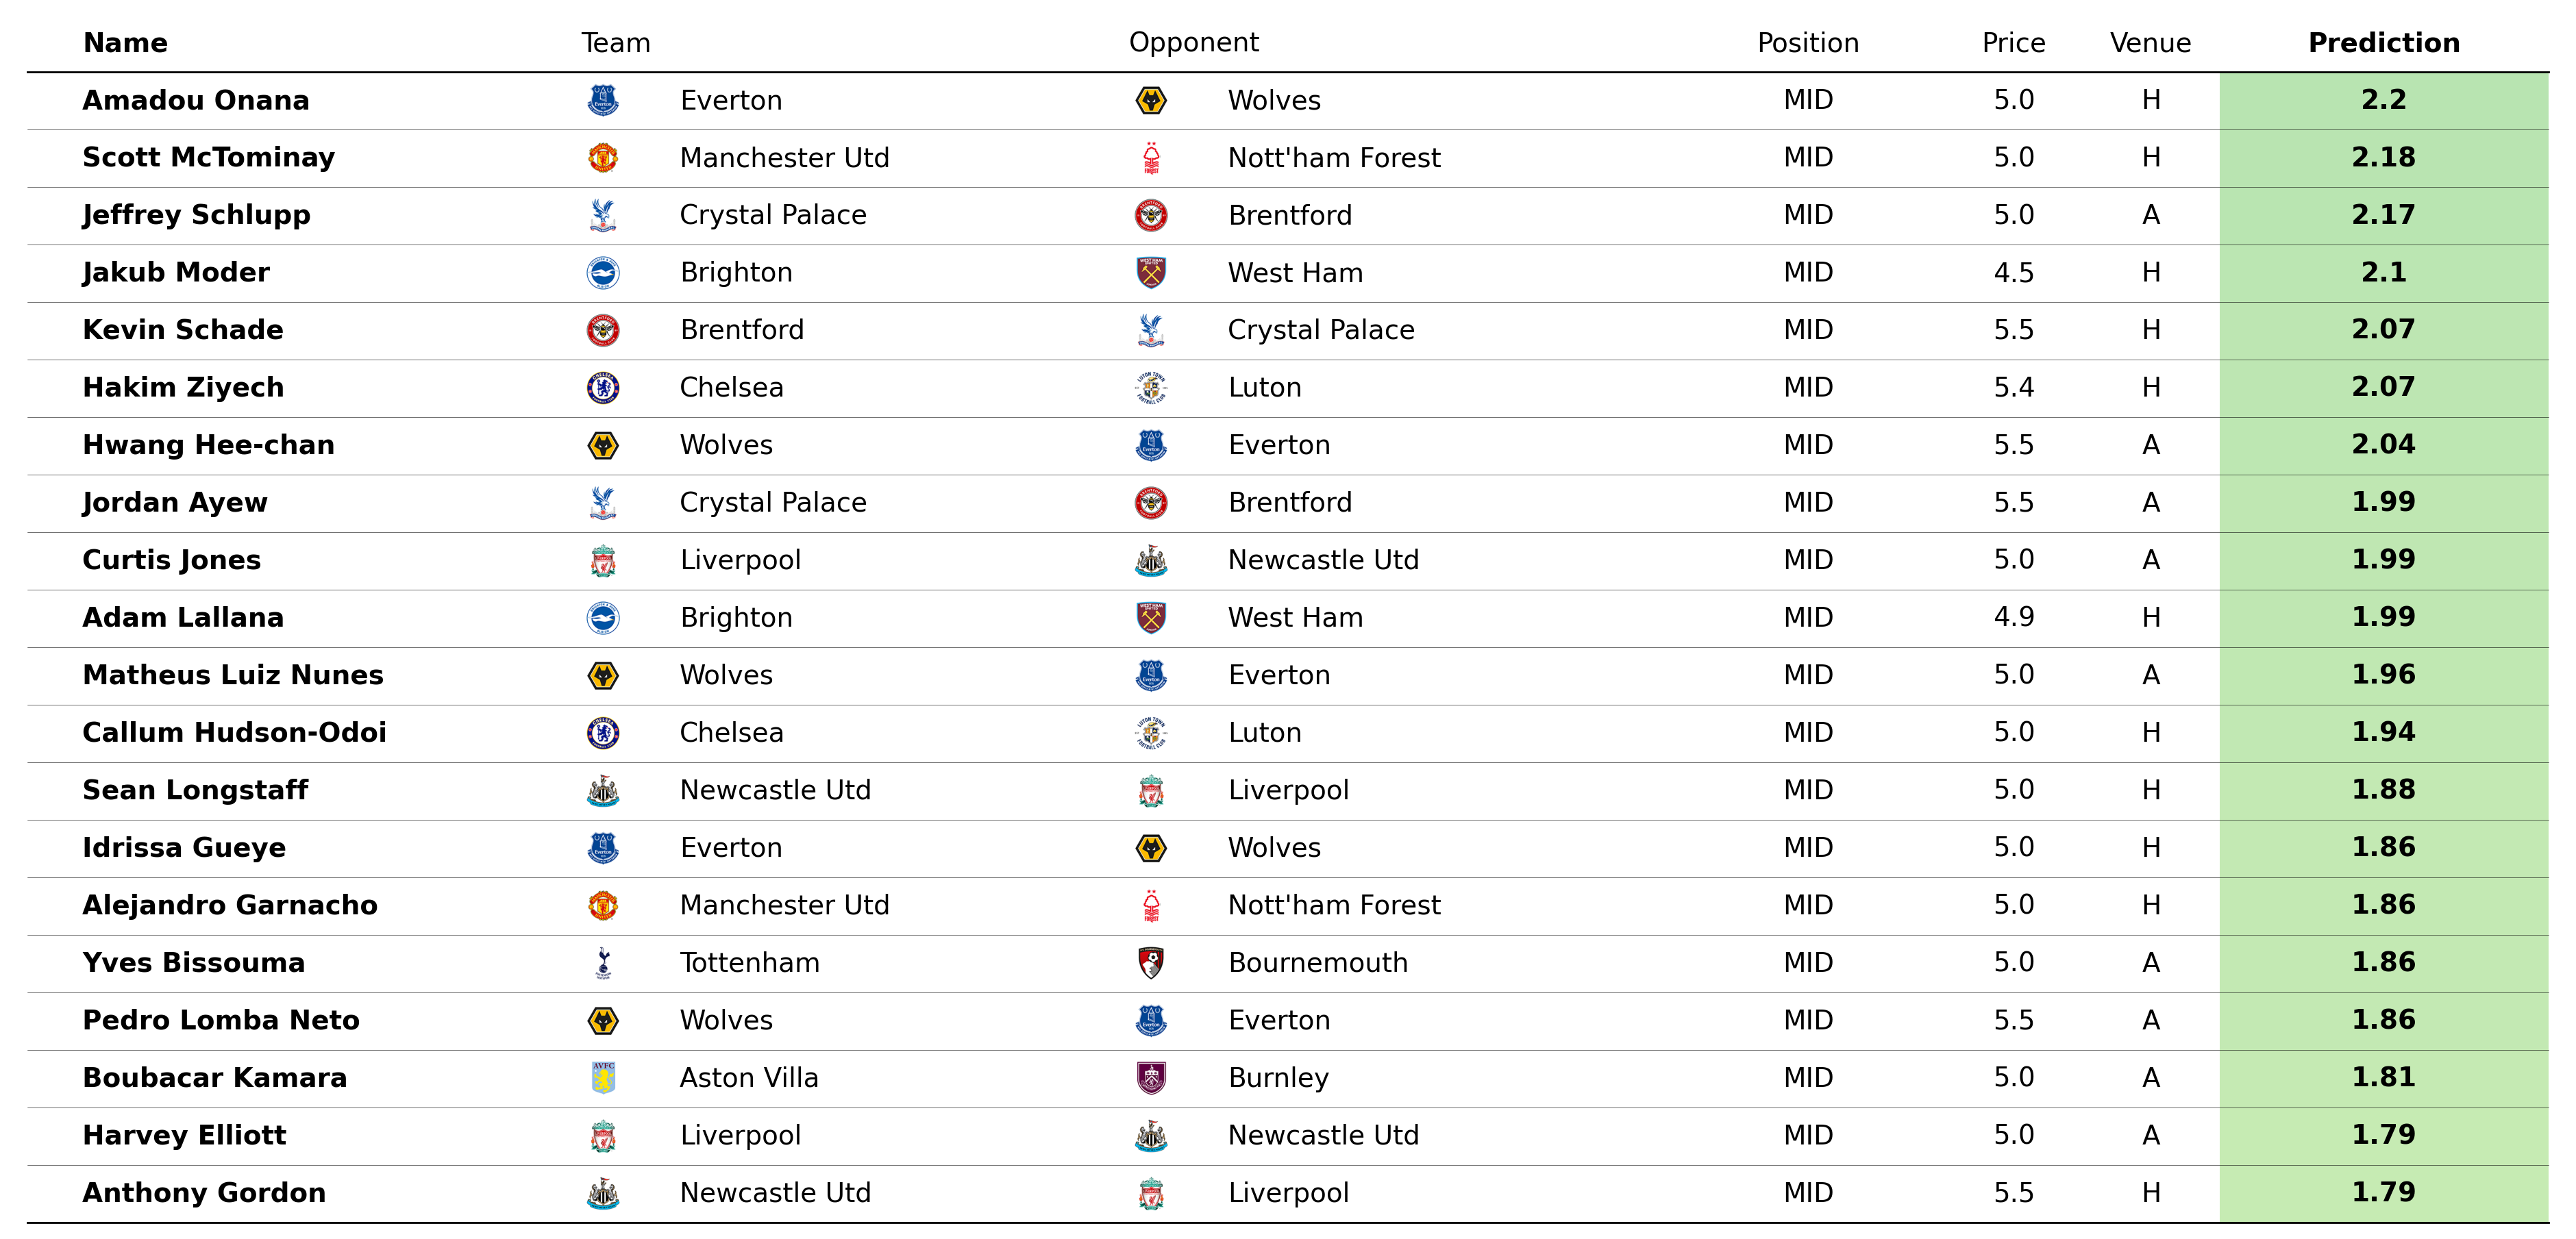 Name Team Opponent Position Price Venue Prediction
Amadou Onana Everton Wolves MID 5.0 H 2.2
Scott McTominay Manchester Utd Nott'ham Forest MID 5.0 H 2.18
Jeffrey Schlupp Crystal Palace Brentford MID 5.0 A 2.17
Jakub Moder Brighton West Ham MID 4.5 H 2.1
Kevin Schade Brentford Crystal Palace MID 5.5 H 2.07
Hakim Ziyech Chelsea Luton MID 5.4 H 2.07
Hwang Hee-chan Wolves Everton MID 5.5 A 2.04
Jordan Ayew Crystal Palace Brentford MID 5.5 A 1.99
Curtis Jones Liverpool Newcastle Utd MID 5.0 A 1.99
Adam Lallana Brighton West Ham MID 4.9 H 1.99
Matheus Luiz Nunes Wolves Everton MID 5.0 A 1.96
Callum Hudson-Odoi Chelsea Luton MID 5.0 H 1.94
Sean Longstaff Newcastle Utd Liverpool MID 5.0 H 1.88
Idrissa Gueye Everton Wolves MID 5.0 H 1.86
Alejandro Garnacho Manchester Utd Nott'ham Forest MID 5.0 H 1.86
Yves Bissouma Tottenham Bournemouth MID 5.0 A 1.86
Pedro Lomba Neto Wolves Everton MID 5.5 A 1.86
Boubacar Kamara Aston Villa Burnley MID 5.0 A 1.81
Harvey Elliott Liverpool Newcastle Utd MID 5.0 A 1.79
Anthony Gordon Newcastle Utd Liverpool MID 5.5 H 1.79